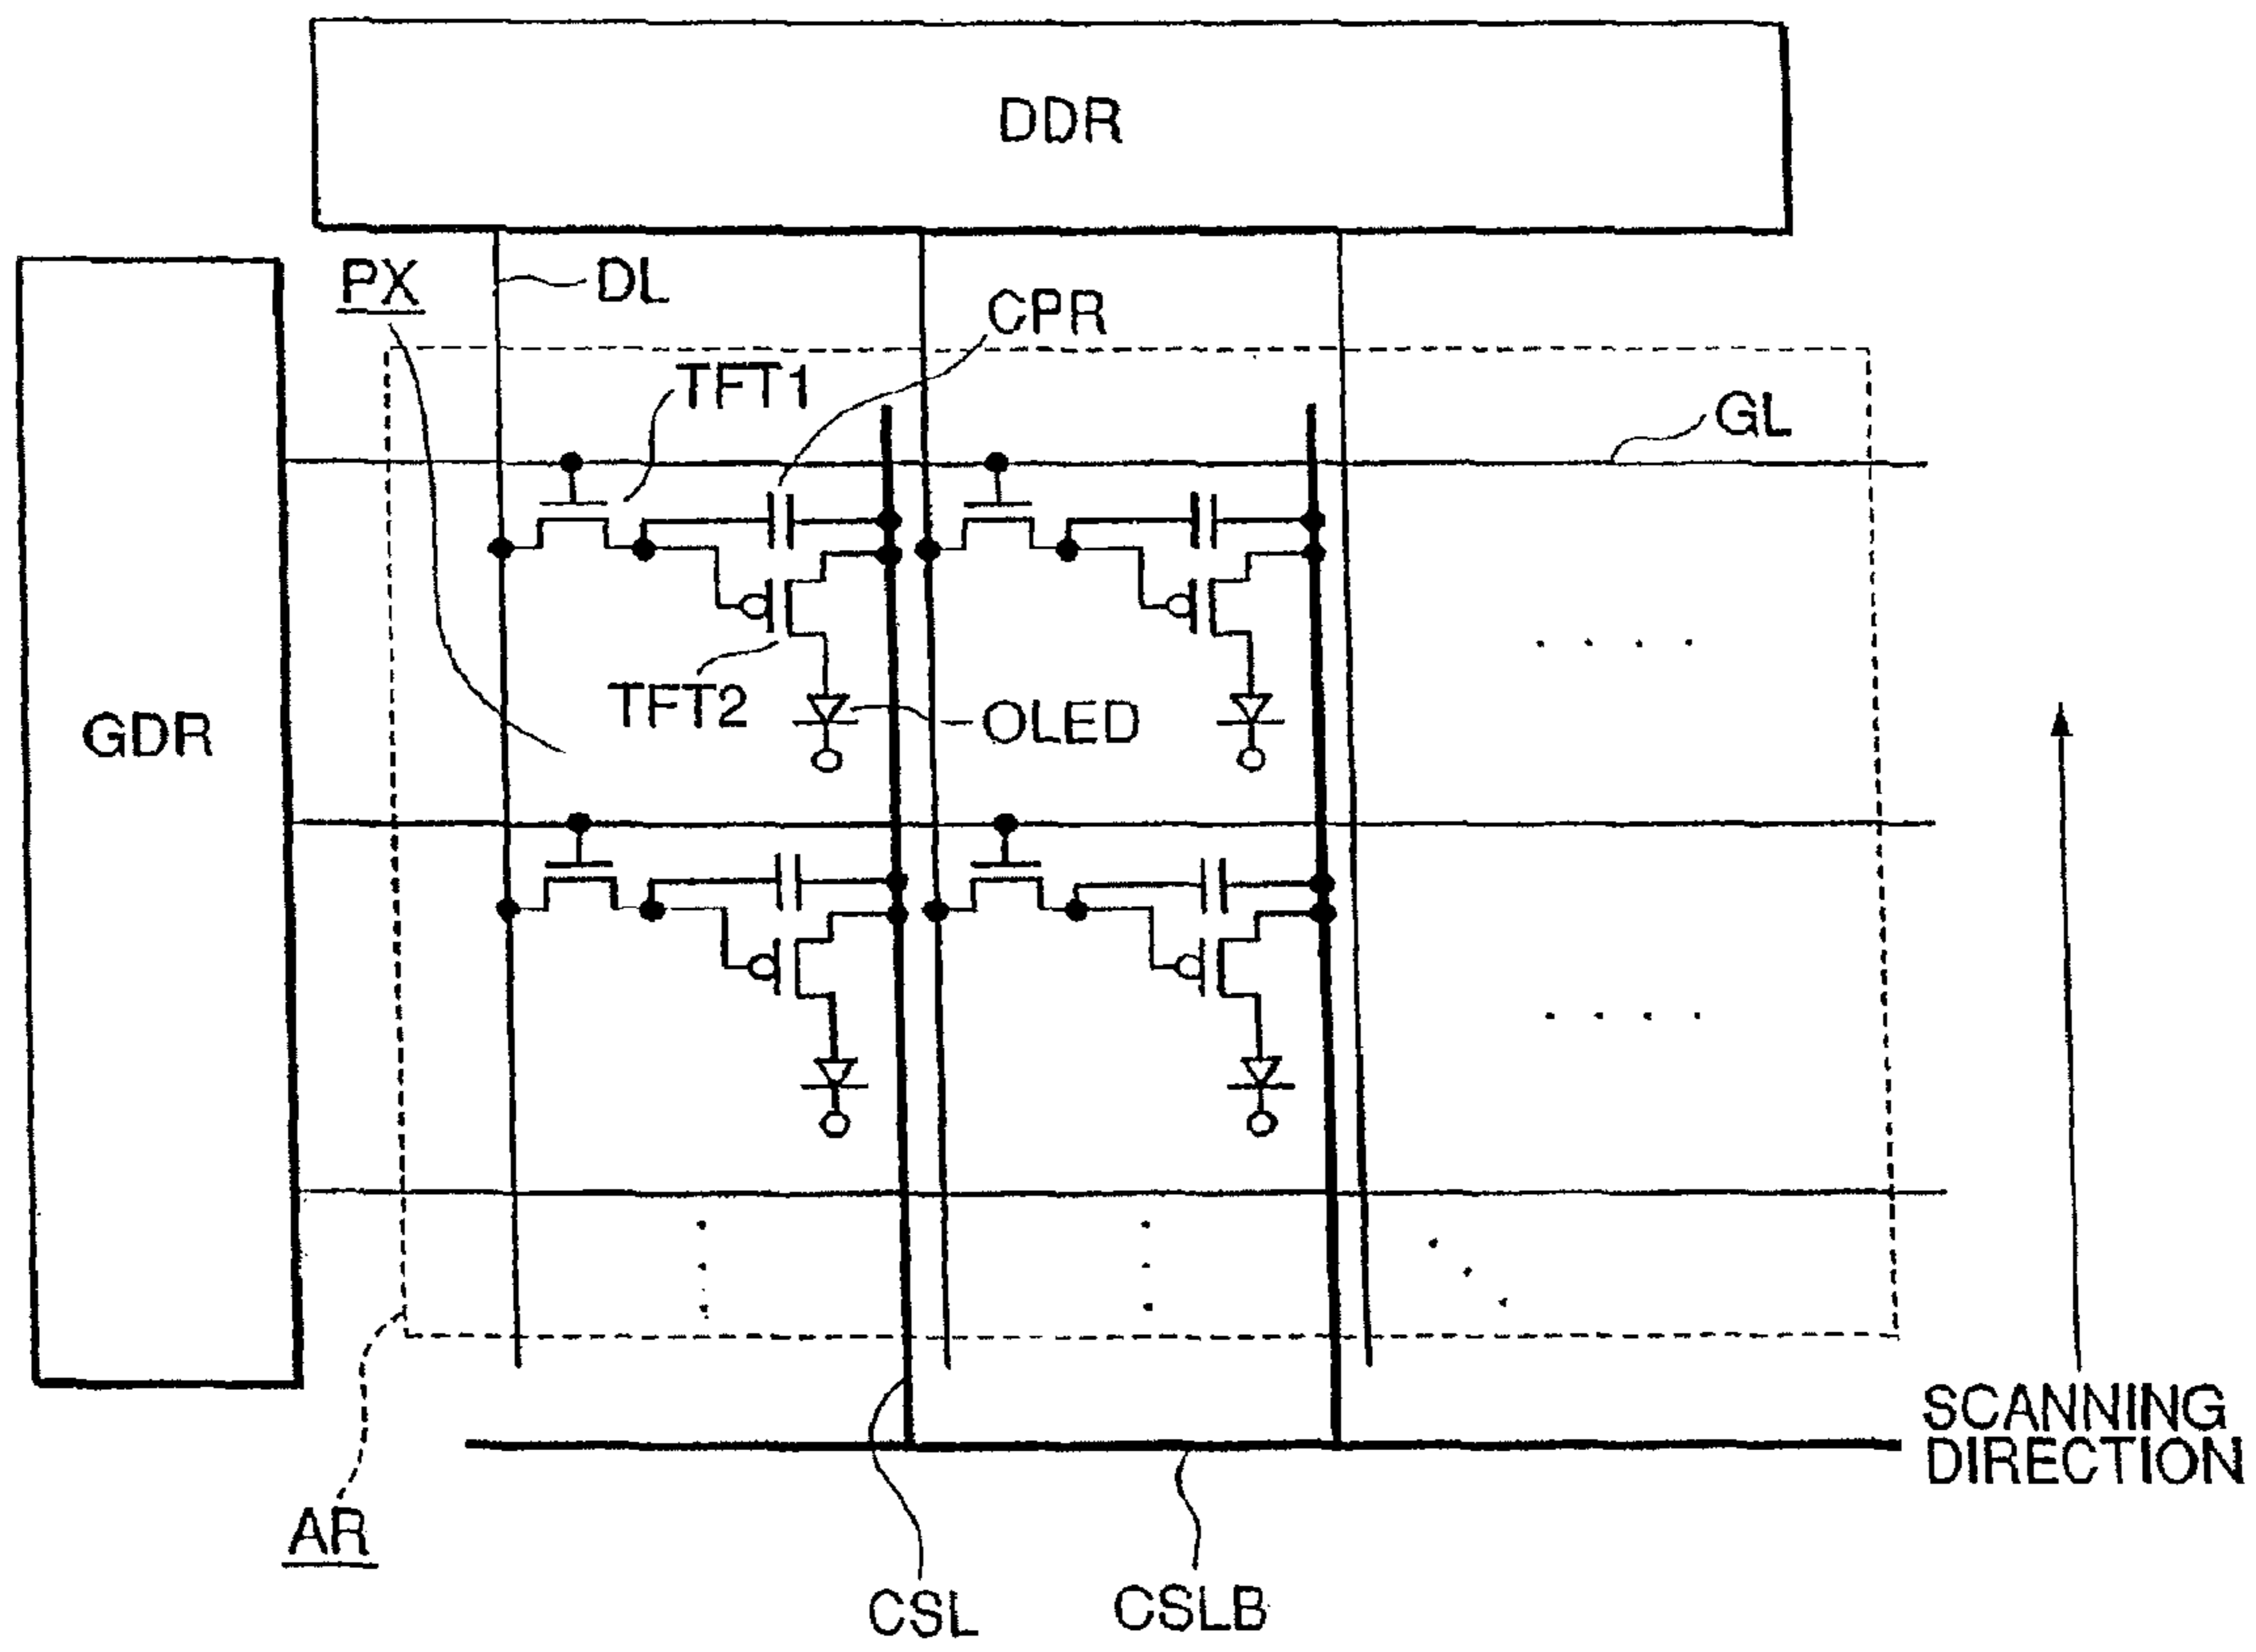 DDR
PX
DL
CPR
TFT1
GL
TFT2
OLED
GDR
SCANNING
DIRECTION
AR
CSL
CSLB